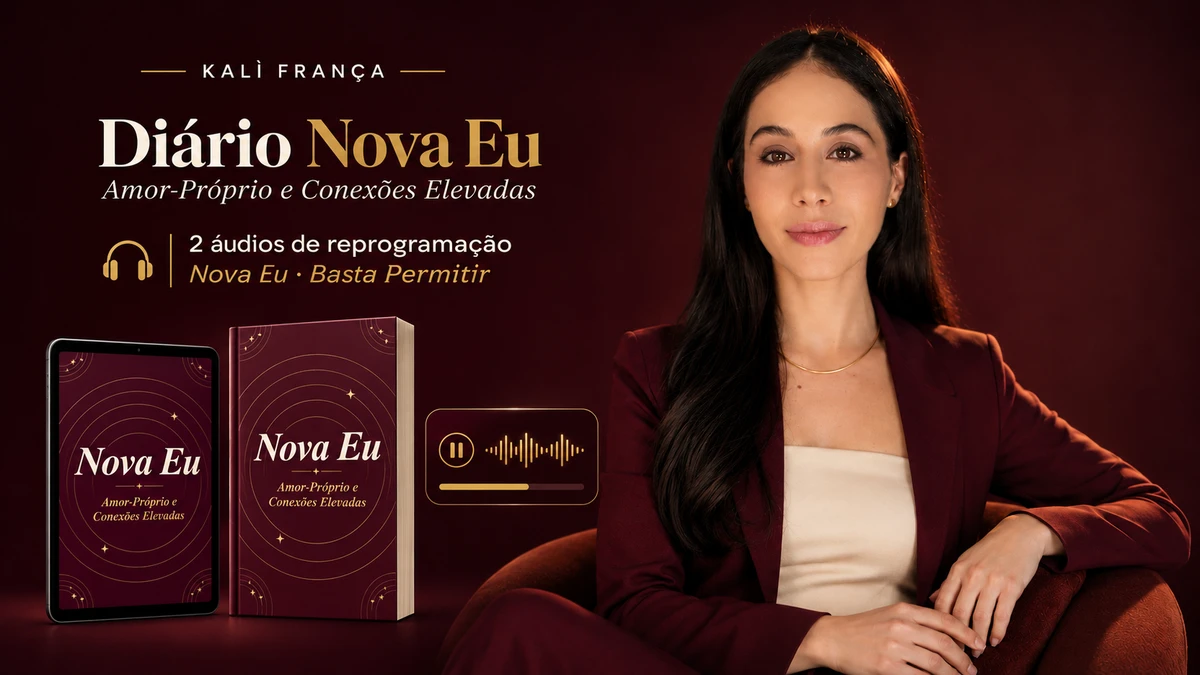 KALÌ FRANÇA
Diário Nova Eu
Amor-Próprio e Conexões Elevadas
2 áudios de reprogramação
Nova Eu · Basta Permitir
Nova Eu
Amor-Próprio e
Conexões Elevadas
Nova Eu
Amor-Próprio e
Conexões Elevadas